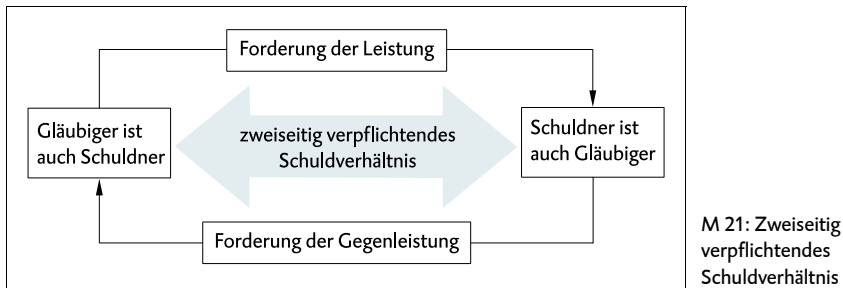 Forderung der Leistung
Gläubiger ist
auch Schuldner
zweiseitig verpflichtendes
Schuldverhältnis
Schuldner ist
auch Gläubiger
Forderung der Gegenleistung
M 21: Zweiseitig
verpflichtendes
Schuldverhältnis